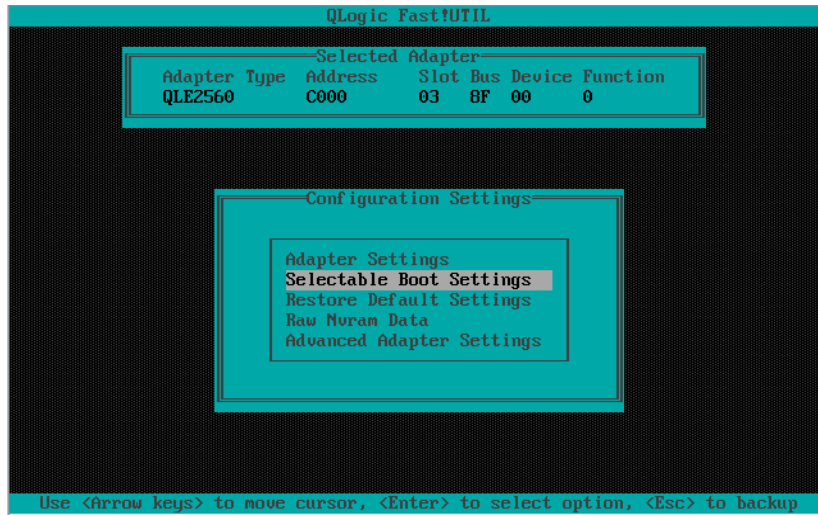 QLogic Fast!UTIL
Selected Adapter
Adapter Type Address Slot Bus Device Function
QLE2560 C000 03 8F 00 0
Configuration Settings
Adapter Settings
Selectable Boot Settings
Restore Default Settings
Raw Nvram Data
Advanced Adapter Settings
Use <Arrow keys> to move cursor, <Enter> to select option, <Esc> to backup